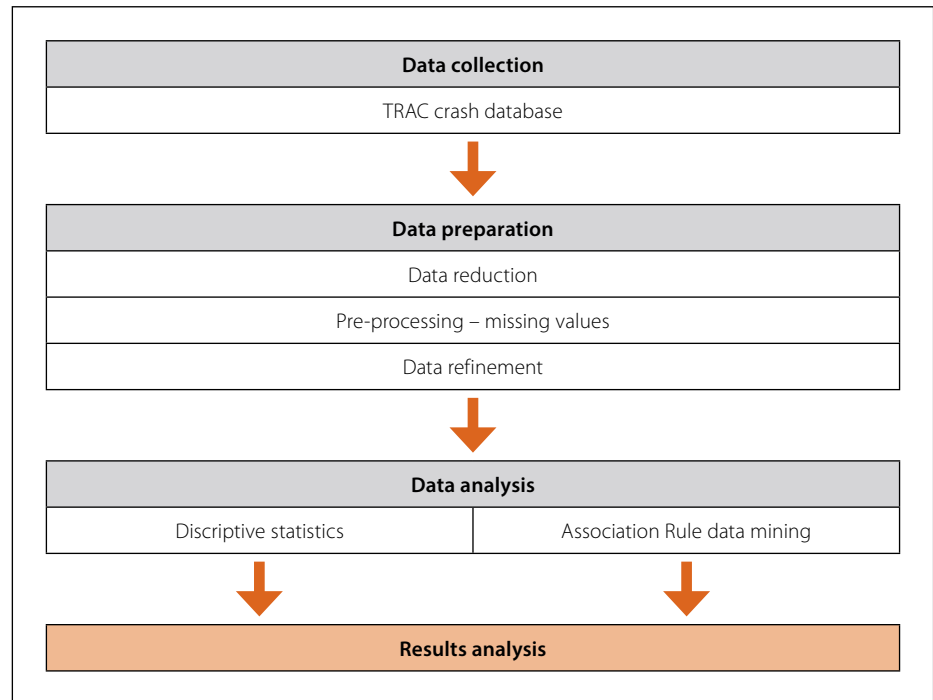 Data collection
TRAC crash database
Data preparation
Data reduction
Pre-processing – missing values
Data refinement
Data analysis
Discriptive statistics
Association Rule data mining
Results analysis